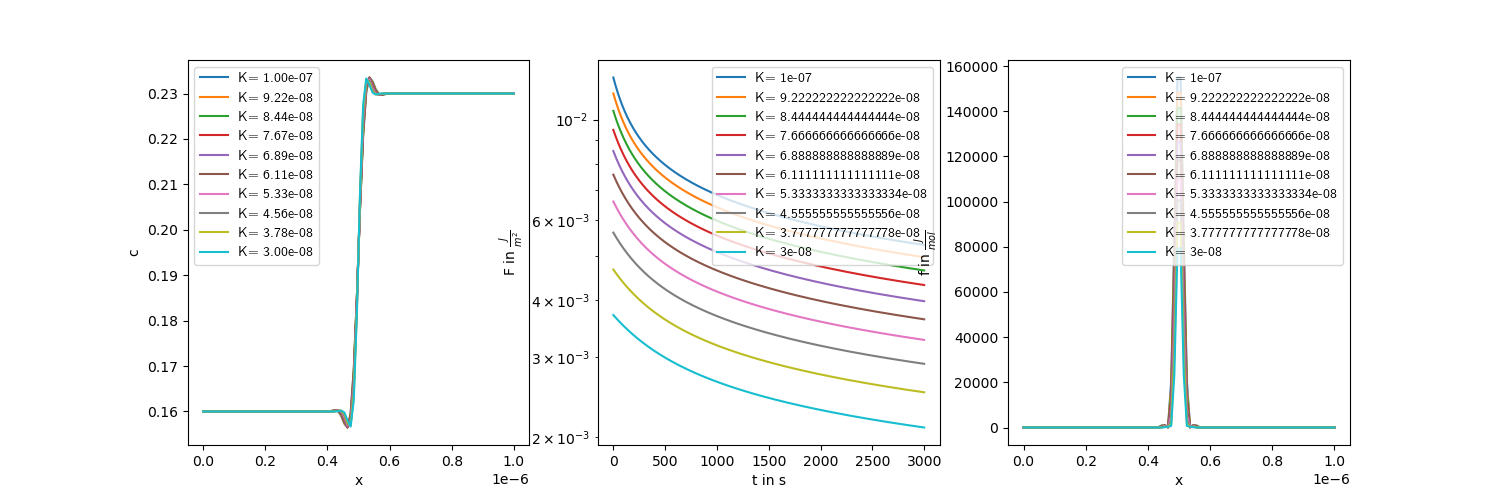 0.23
0.22
0.21
0.20
0.19
0.18
0.17
0.16
c
K= 1.00e-07
K= 9.22e-08
K= 8.44e-08
K= 7.67e-08
K= 6.89e-08
K= 6.11e-08
K= 5.33e-08
K= 4.56e-08
K= 3.78e-08
K= 3.00e-08
0.0 0.2 0.4 0.6 0.8 1.0
1e−6
x
10⁻²
6 × 10⁻³
4 × 10⁻³
3 × 10⁻³
2 × 10⁻³
F in J/m²
K= 1e-07
K= 9.222222222222222e-08
K= 8.444444444444444e-08
K= 7.666666666666666e-08
K= 6.888888888888889e-08
K= 6.111111111111111e-08
K= 5.3333333333333334e-08
K= 4.555555555555556e-08
K= 3.777777777777778e-08
K= 3e-08
0 500 1000 1500 2000 2500 3000
t in s
160000
140000
120000
100000
80000
60000
40000
20000
0
f in J/mol
K= 1e-07
K= 9.222222222222222e-08
K= 8.444444444444444e-08
K= 7.666666666666666e-08
K= 6.888888888888889e-08
K= 6.111111111111111e-08
K= 5.3333333333333334e-08
K= 4.555555555555556e-08
K= 3.777777777777778e-08
K= 3e-08
0.0 0.2 0.4 0.6 0.8 1.0
1e−6
x